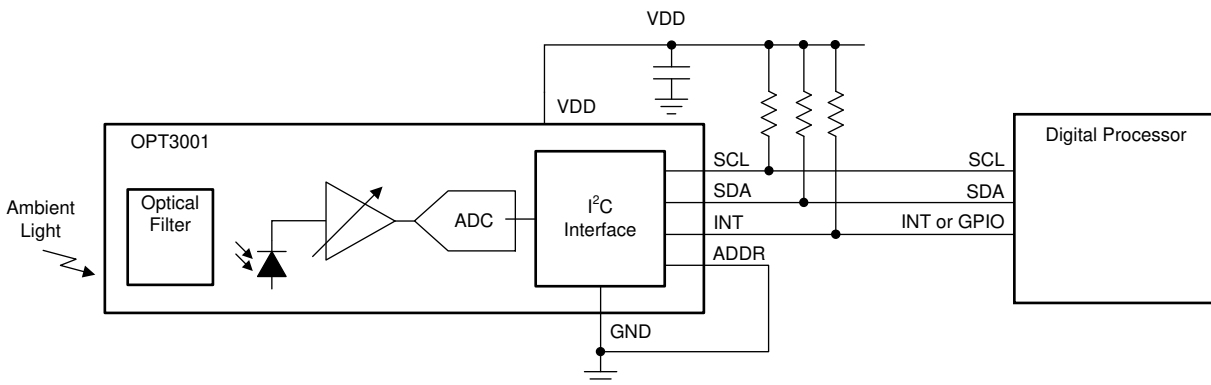 VDD
VDD
OPT3001
Digital Processor
Ambient
Light
Optical
Filter
ADC
I²C
Interface
SCL
SDA
INT
ADDR
SCL
SDA
INT or GPIO
GND